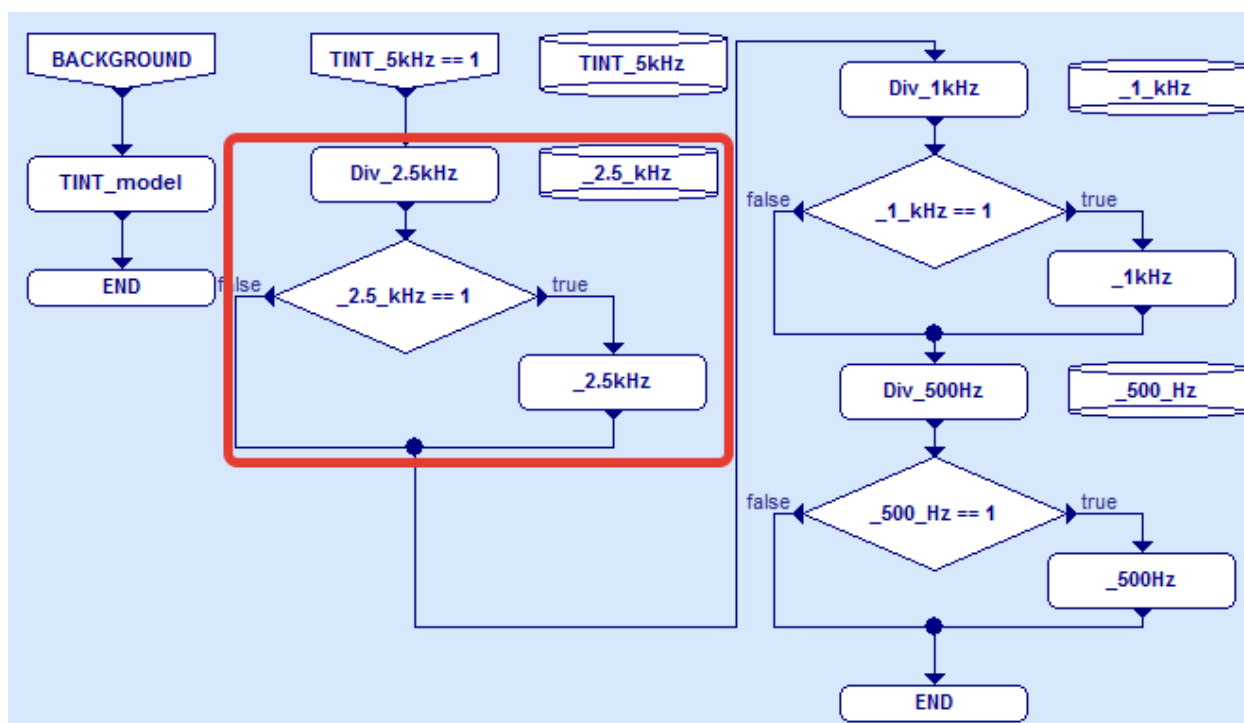 BACKGROUND
TINT_model
END
TINT_5kHz == 1
TINT_5kHz
Div_2.5kHz
_2.5_kHz
false
_2.5_kHz == 1
true
_2.5kHz
Div_1kHz
_1_kHz
false
_1_kHz == 1
true
_1kHz
Div_500Hz
_500_Hz
false
_500_Hz == 1
true
_500Hz
END